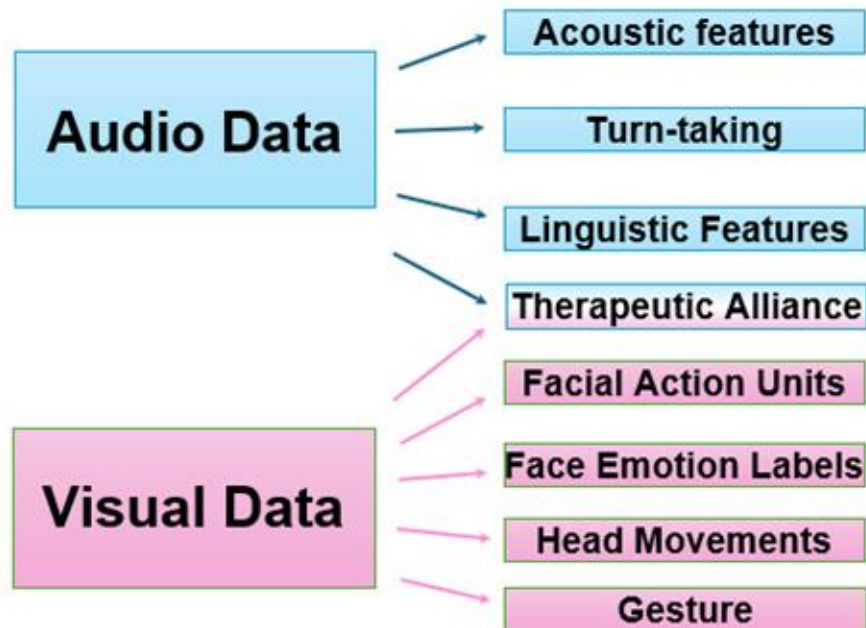 Audio Data
Acoustic features
Turn-taking
Linguistic Features
Therapeutic Alliance
Visual Data
Facial Action Units
Face Emotion Labels
Head Movements
Gesture